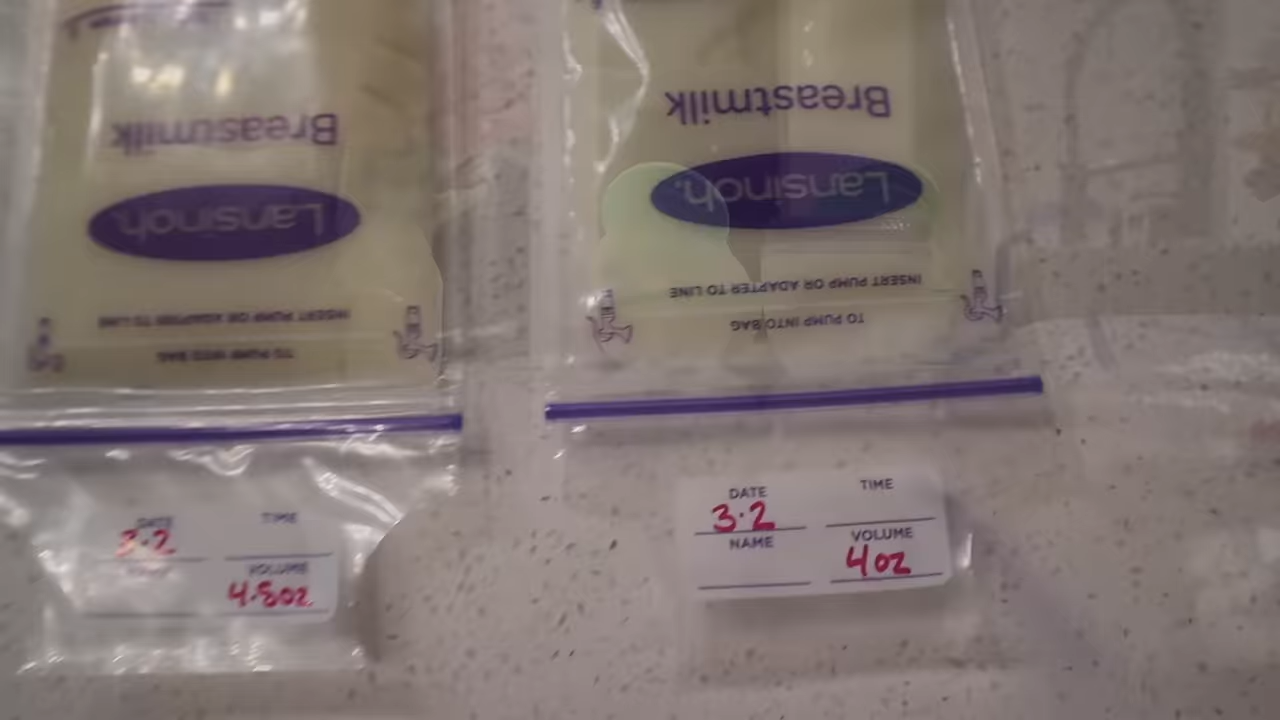 Breastmilk
Lansinoh
INSERT PUMP OR ADAPTER TO LINE
TO PUMP INTO BAG
DATE TIME
3.2
VOLUME
4.8oz
Breastmilk
Lansinoh
INSERT PUMP OR ADAPTER TO LINE
TO PUMP INTO BAG
DATE TIME
3.2
NAME VOLUME
4oz